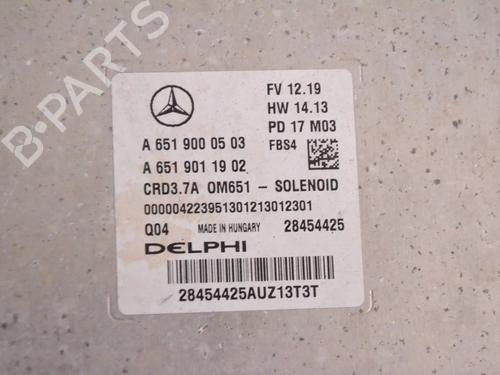 FV 12.19
HW 14.13
PD 17 M03
FBS4
A 651 900 05 03
A 651 901 19 02
CRD3.7A OM651 - SOLENOID
000004223951301213012301
Q04 MADE IN HUNGARY 28454425
DELPHI
28454425AUZ13T3T
B-PARTS